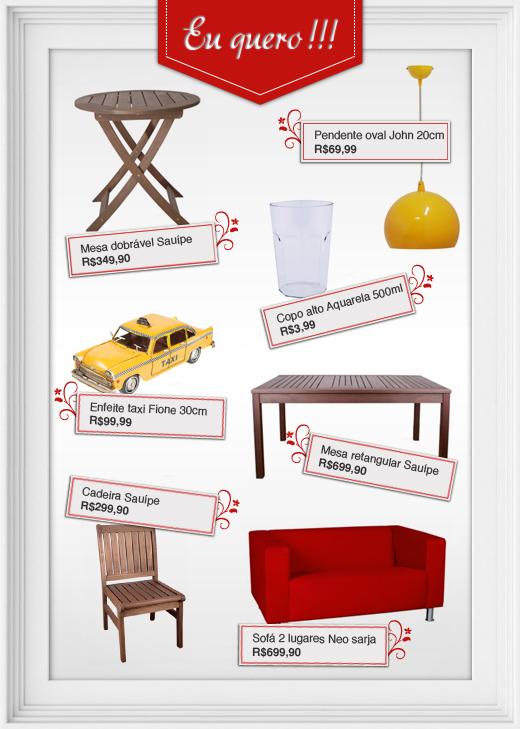 Eu quero !!!
Pendente oval John 20cm
R$69,99
Mesa dobrável Sauípe
R$349,90
Copo alto Aquarela 500ml
R$3,99
TAXI
Enfeite taxi Fione 30cm
R$99,99
Mesa retangular Sauípe
R$699,90
Cadeira Sauípe
R$299,90
Sofá 2 lugares Neo sarja
R$699,90